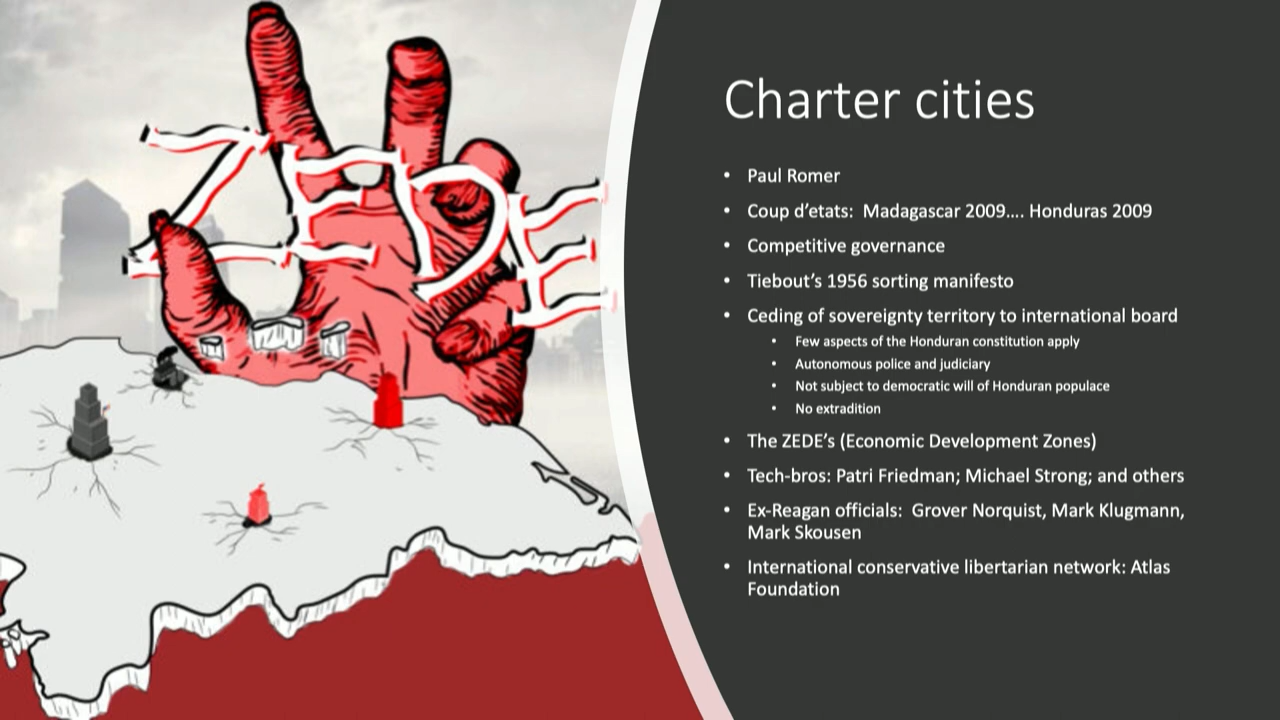 ZEDE
Charter cities
• Paul Romer
• Coup d'etats:  Madagascar 2009…. Honduras 2009
• Competitive governance
• Tiebout's 1956 sorting manifesto
• Ceding of sovereignty territory to international board
• Few aspects of the Honduran constitution apply
• Autonomous police and judiciary
• Not subject to democratic will of Honduran populace
• No extradition
• The ZEDE's (Economic Development Zones)
• Tech-bros: Patri Friedman; Michael Strong; and others
• Ex-Reagan officials:  Grover Norquist, Mark Klugmann,
Mark Skousen
• International conservative libertarian network: Atlas
Foundation